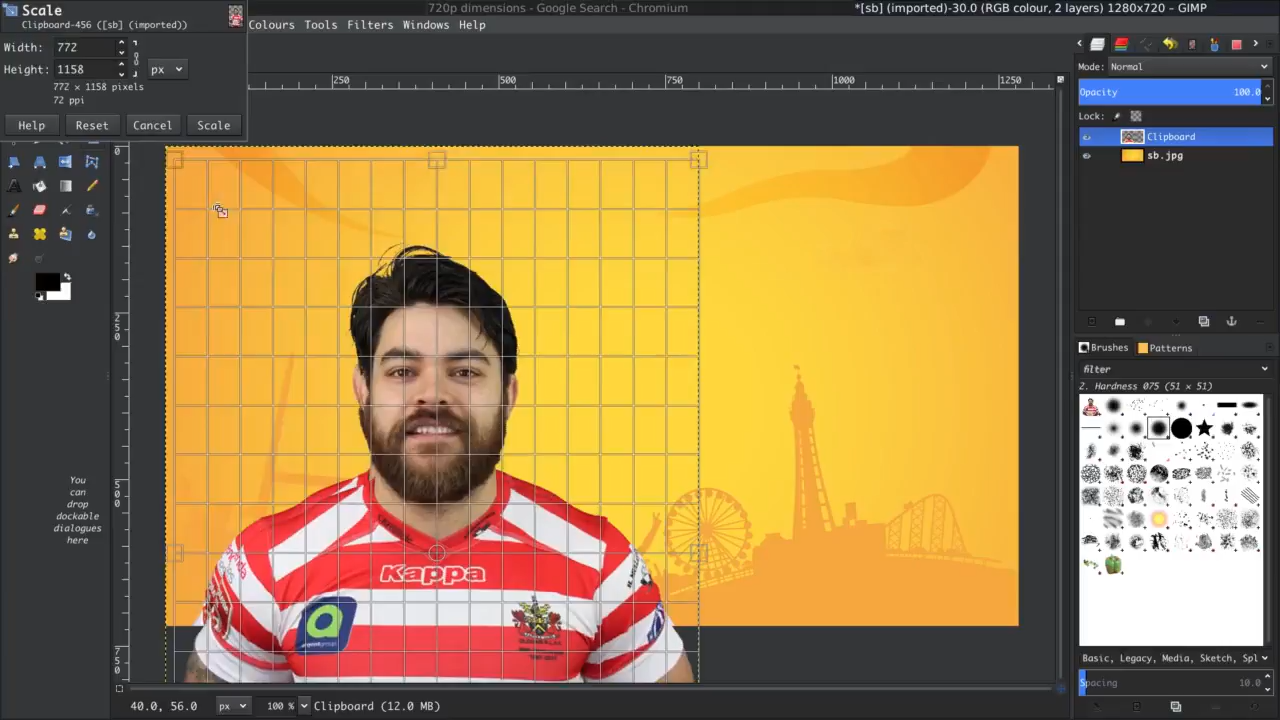 Scale
Clipboard-456 ([sb] (imported))
720p dimensions - Google Search - Chromium
*[sb] (imported)-30.0 (RGB colour, 2 layers) 1280x720 – GIMP
Colours Tools Filters Windows Help
Width: 772
Height: 1158 px
772 × 1158 pixels
72 ppi
Help Reset Cancel Scale
Mode: Normal
Opacity 100.0
Lock:
Clipboard
sb.jpg
250 500 750 1000 1250
0
250
500
750
Brushes Patterns
filter
2. Hardness 075 (51 × 51)
You
can
drop
dockable
dialogues
here
Kappa
a
Basic, Legacy, Media, Sketch, Spl
Spacing 10.0
40.0, 56.0 px 100 % Clipboard (12.0 MB)